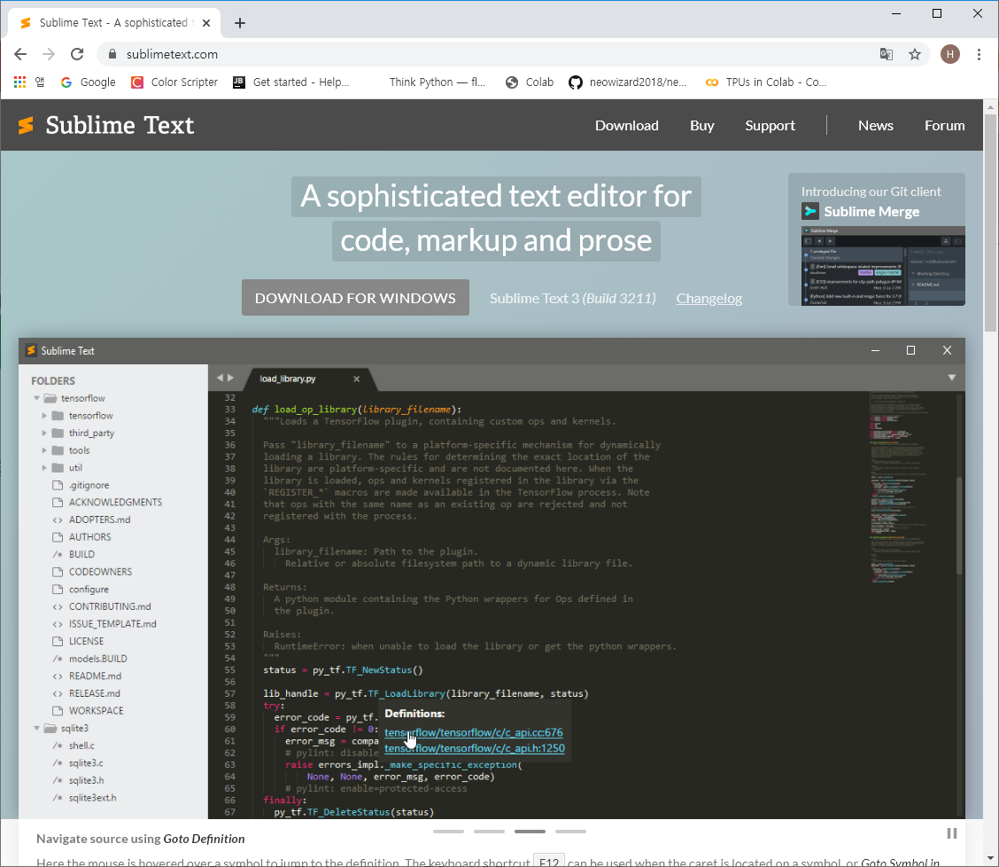 Sublime Text - A sophisticated t
sublimetext.com
H
앱
Google
Color Scripter
Get started - Help...
Think Python — fl...
Colab
neowizard2018/ne...
TPUs in Colab - Co...
Sublime Text
Download
Buy
Support
News
Forum
A sophisticated text editor for
code, markup and prose
DOWNLOAD FOR WINDOWS
Sublime Text 3 (Build 3211)
Changelog
Introducing our Git client
Sublime Merge
Sublime Text
FOLDERS
tensorflow
tensorflow
third_party
tools
util
.gitignore
ACKNOWLEDGMENTS
<> ADOPTERS.md
AUTHORS
/* BUILD
CODEOWNERS
configure
<> CONTRIBUTING.md
<> ISSUE_TEMPLATE.md
LICENSE
/* models.BUILD
<> README.md
<> RELEASE.md
WORKSPACE
sqlite3
/* shell.c
/* sqlite3.c
/* sqlite3.h
/* sqlite3ext.h
load_library.py
32
33 def load_op_library(library_filename):
34 """Loads a TensorFlow plugin, containing custom ops and kernels.
35
36 Pass "library_filename" to a platform-specific mechanism for dynamically
37 loading a library. The rules for determining the exact location of the
38 library are platform-specific and are not documented here. When the
39 library is loaded, ops and kernels registered in the library via the
40 `REGISTER_*` macros are made available in the TensorFlow process. Note
41 that ops with the same name as an existing op are rejected and not
42 registered with the process.
43
44 Args:
45 library_filename: Path to the plugin.
46 Relative or absolute filesystem path to a dynamic library file.
47
48 Returns:
49 A python module containing the Python wrappers for Ops defined in
50 the plugin.
51
52 Raises:
53 RuntimeError: when unable to load the library or get the python wrappers.
54 """
55 status = py_tf.TF_NewStatus()
56
57 lib_handle = py_tf.TF_LoadLibrary(library_filename, status)
58 try:
59 error_code = py_tf.
60 if error_code != 0:
61 error_msg = compa
62 # pylint: disable
63 raise errors_impl._make_specific_exception(
64 None, None, error_msg, error_code)
65 # pylint: enable=protected-access
66 finally:
67 py_tf.TF_DeleteStatus(status)
Definitions:
tensorflow/tensorflow/c/c_api.cc:676
tensorflow/tensorflow/c/c_api.h:1250
Navigate source using Goto Definition
Here the mouse is hovered over a symbol to jump to the definition. The keyboard shortcut F12 can be used when the caret is located on a symbol, or Goto Symbol in